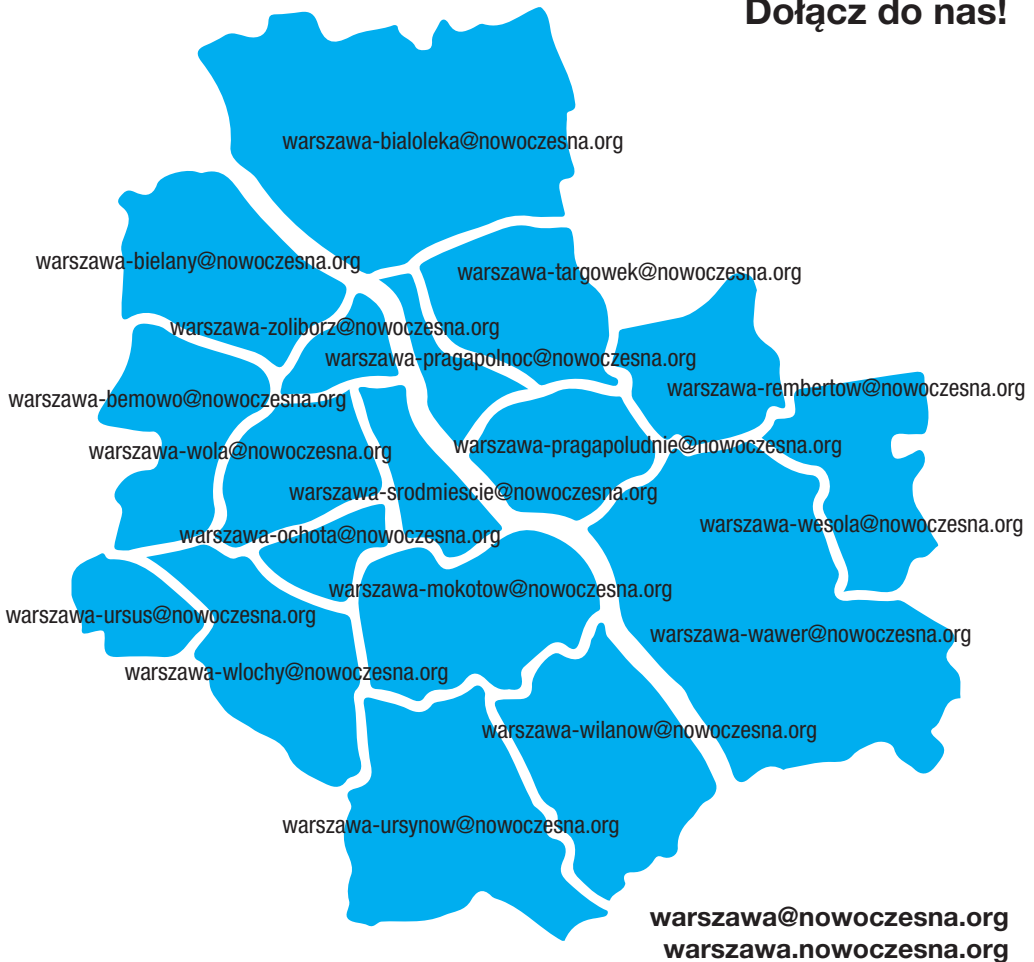 Dołącz do nas!
warszawa-bialoleka@nowoczesna.org
warszawa-bielany@nowoczesna.org
warszawa-targowek@nowoczesna.org
warszawa-zoliborz@nowoczesna.org
warszawa-pragapolnoc@nowoczesna.org
warszawa-rembertow@nowoczesna.org
warszawa-bemowo@nowoczesna.org
warszawa-wola@nowoczesna.org
warszawa-pragapoludnie@nowoczesna.org
warszawa-srodmiescie@nowoczesna.org
warszawa-wesola@nowoczesna.org
warszawa-ochota@nowoczesna.org
warszawa-mokotow@nowoczesna.org
warszawa-ursus@nowoczesna.org
warszawa-wawer@nowoczesna.org
warszawa-wlochy@nowoczesna.org
warszawa-wilanow@nowoczesna.org
warszawa-ursynow@nowoczesna.org
warszawa@nowoczesna.org
warszawa.nowoczesna.org